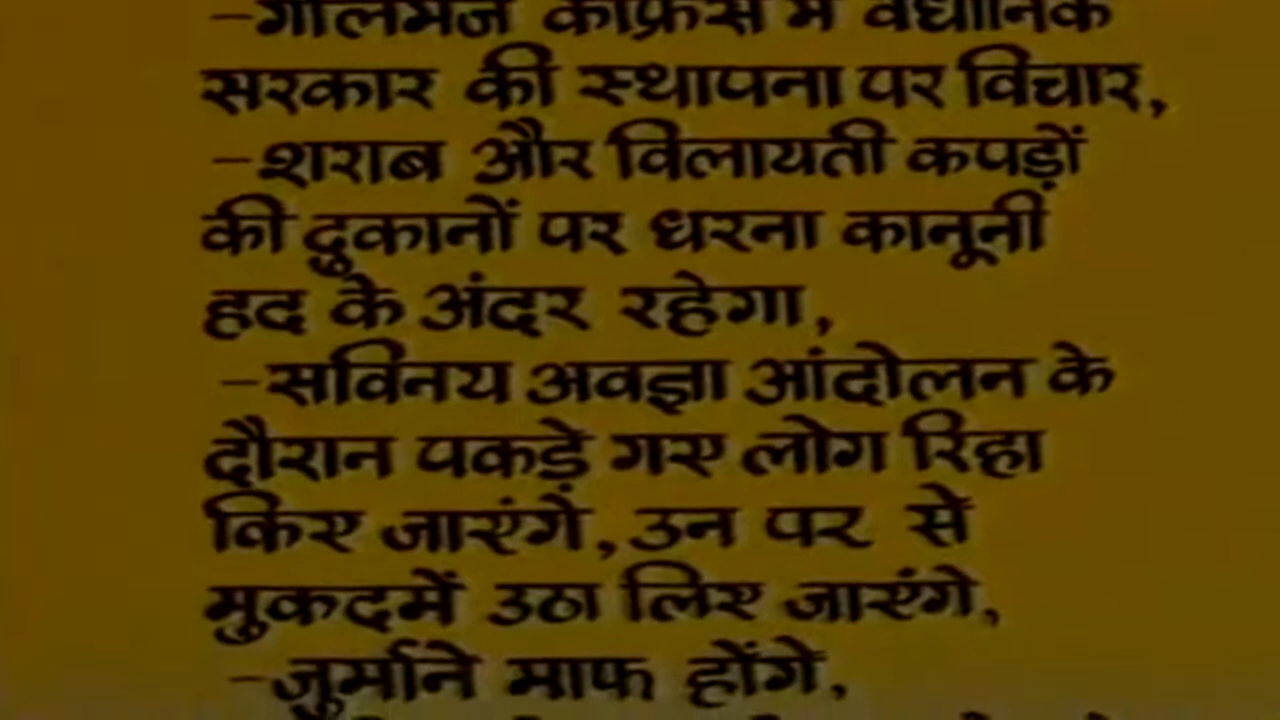 -गोलमेज कांफ्रेंस में वैधानिक
सरकार की स्थापना पर विचार,
-शराब और विलायती कपड़ों
की दुकानों पर धरना कानूनी
हद के अंदर रहेगा,
-सविनय अवज्ञा आंदोलन के
दौरान पकड़े गए लोग रिहा
किए जाएंगे, उन पर से
मुकदमें उठा लिए जाएंगे,
-जुर्माने माफ होंगे,